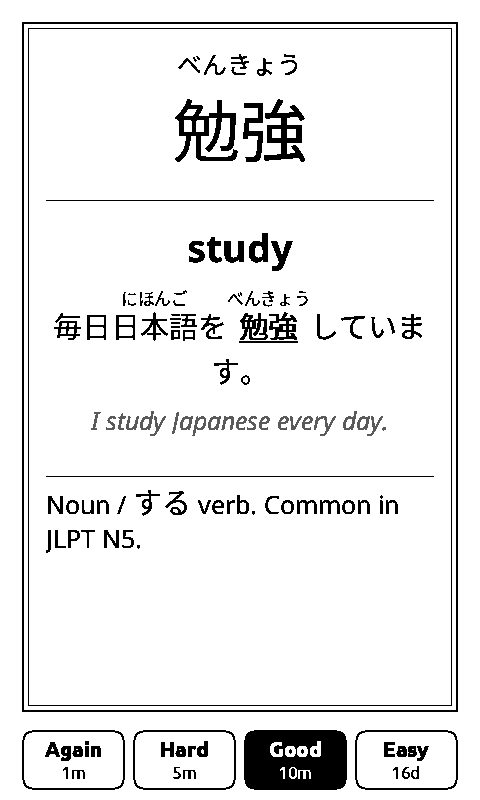 べんきょう
勉強
study
にほんご べんきょう
毎日日本語を 勉強 していま
す。
I study Japanese every day.
Noun / する verb. Common in
JLPT N5.
Again Hard Good Easy
1m 5m 10m 16d